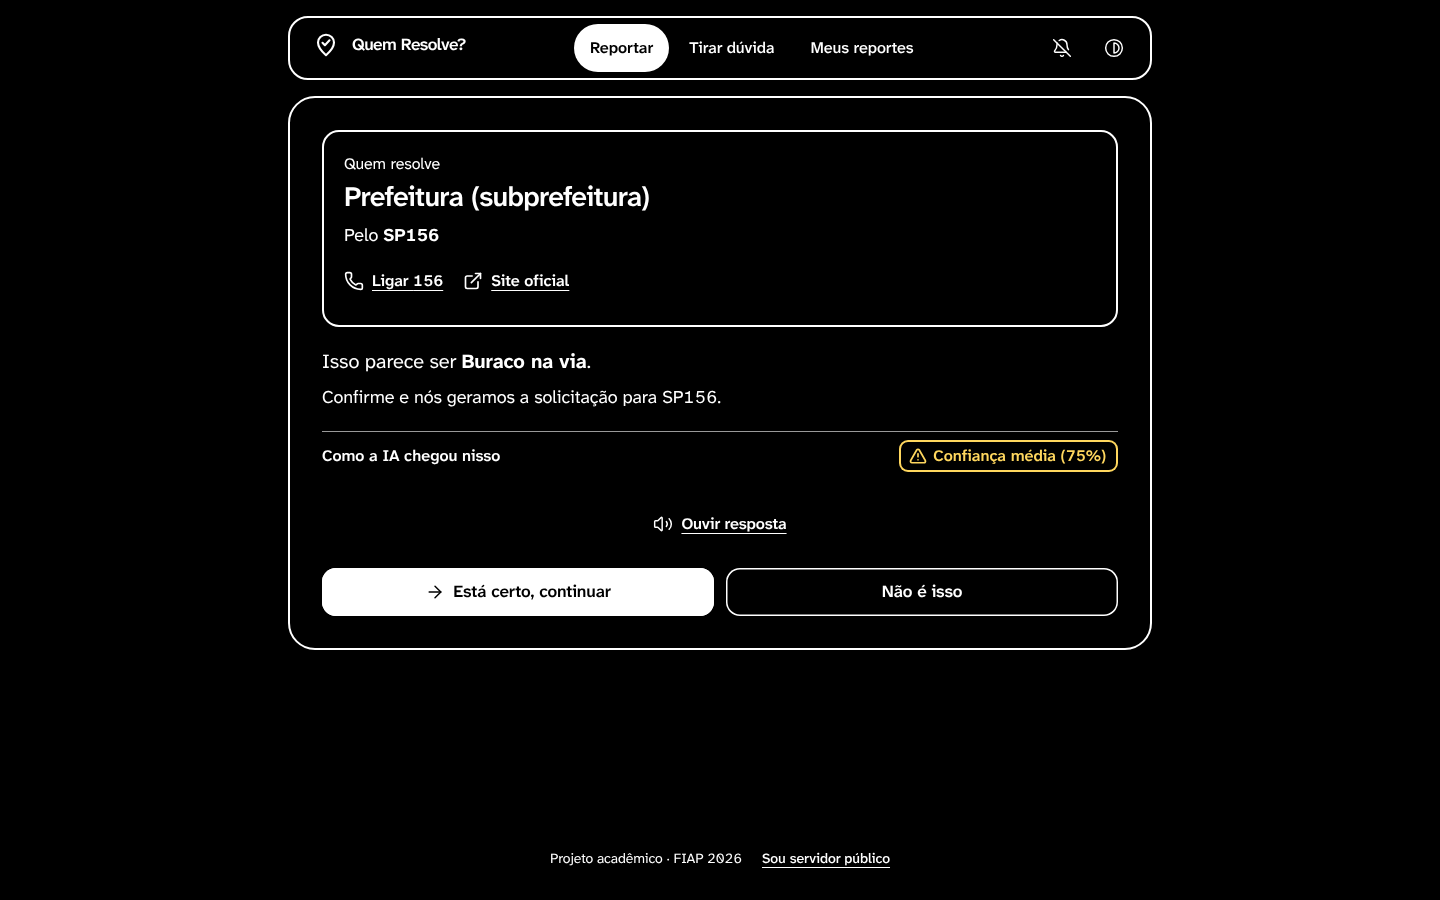 Quem Resolve?
Reportar
Tirar dúvida
Meus reportes
Quem resolve
Prefeitura (subprefeitura)
Pelo SP156
Ligar 156
Site oficial
Isso parece ser Buraco na via.
Confirme e nós geramos a solicitação para SP156.
Como a IA chegou nisso
Confiança média (75%)
Ouvir resposta
Está certo, continuar
Não é isso
Projeto acadêmico · FIAP 2026
Sou servidor público